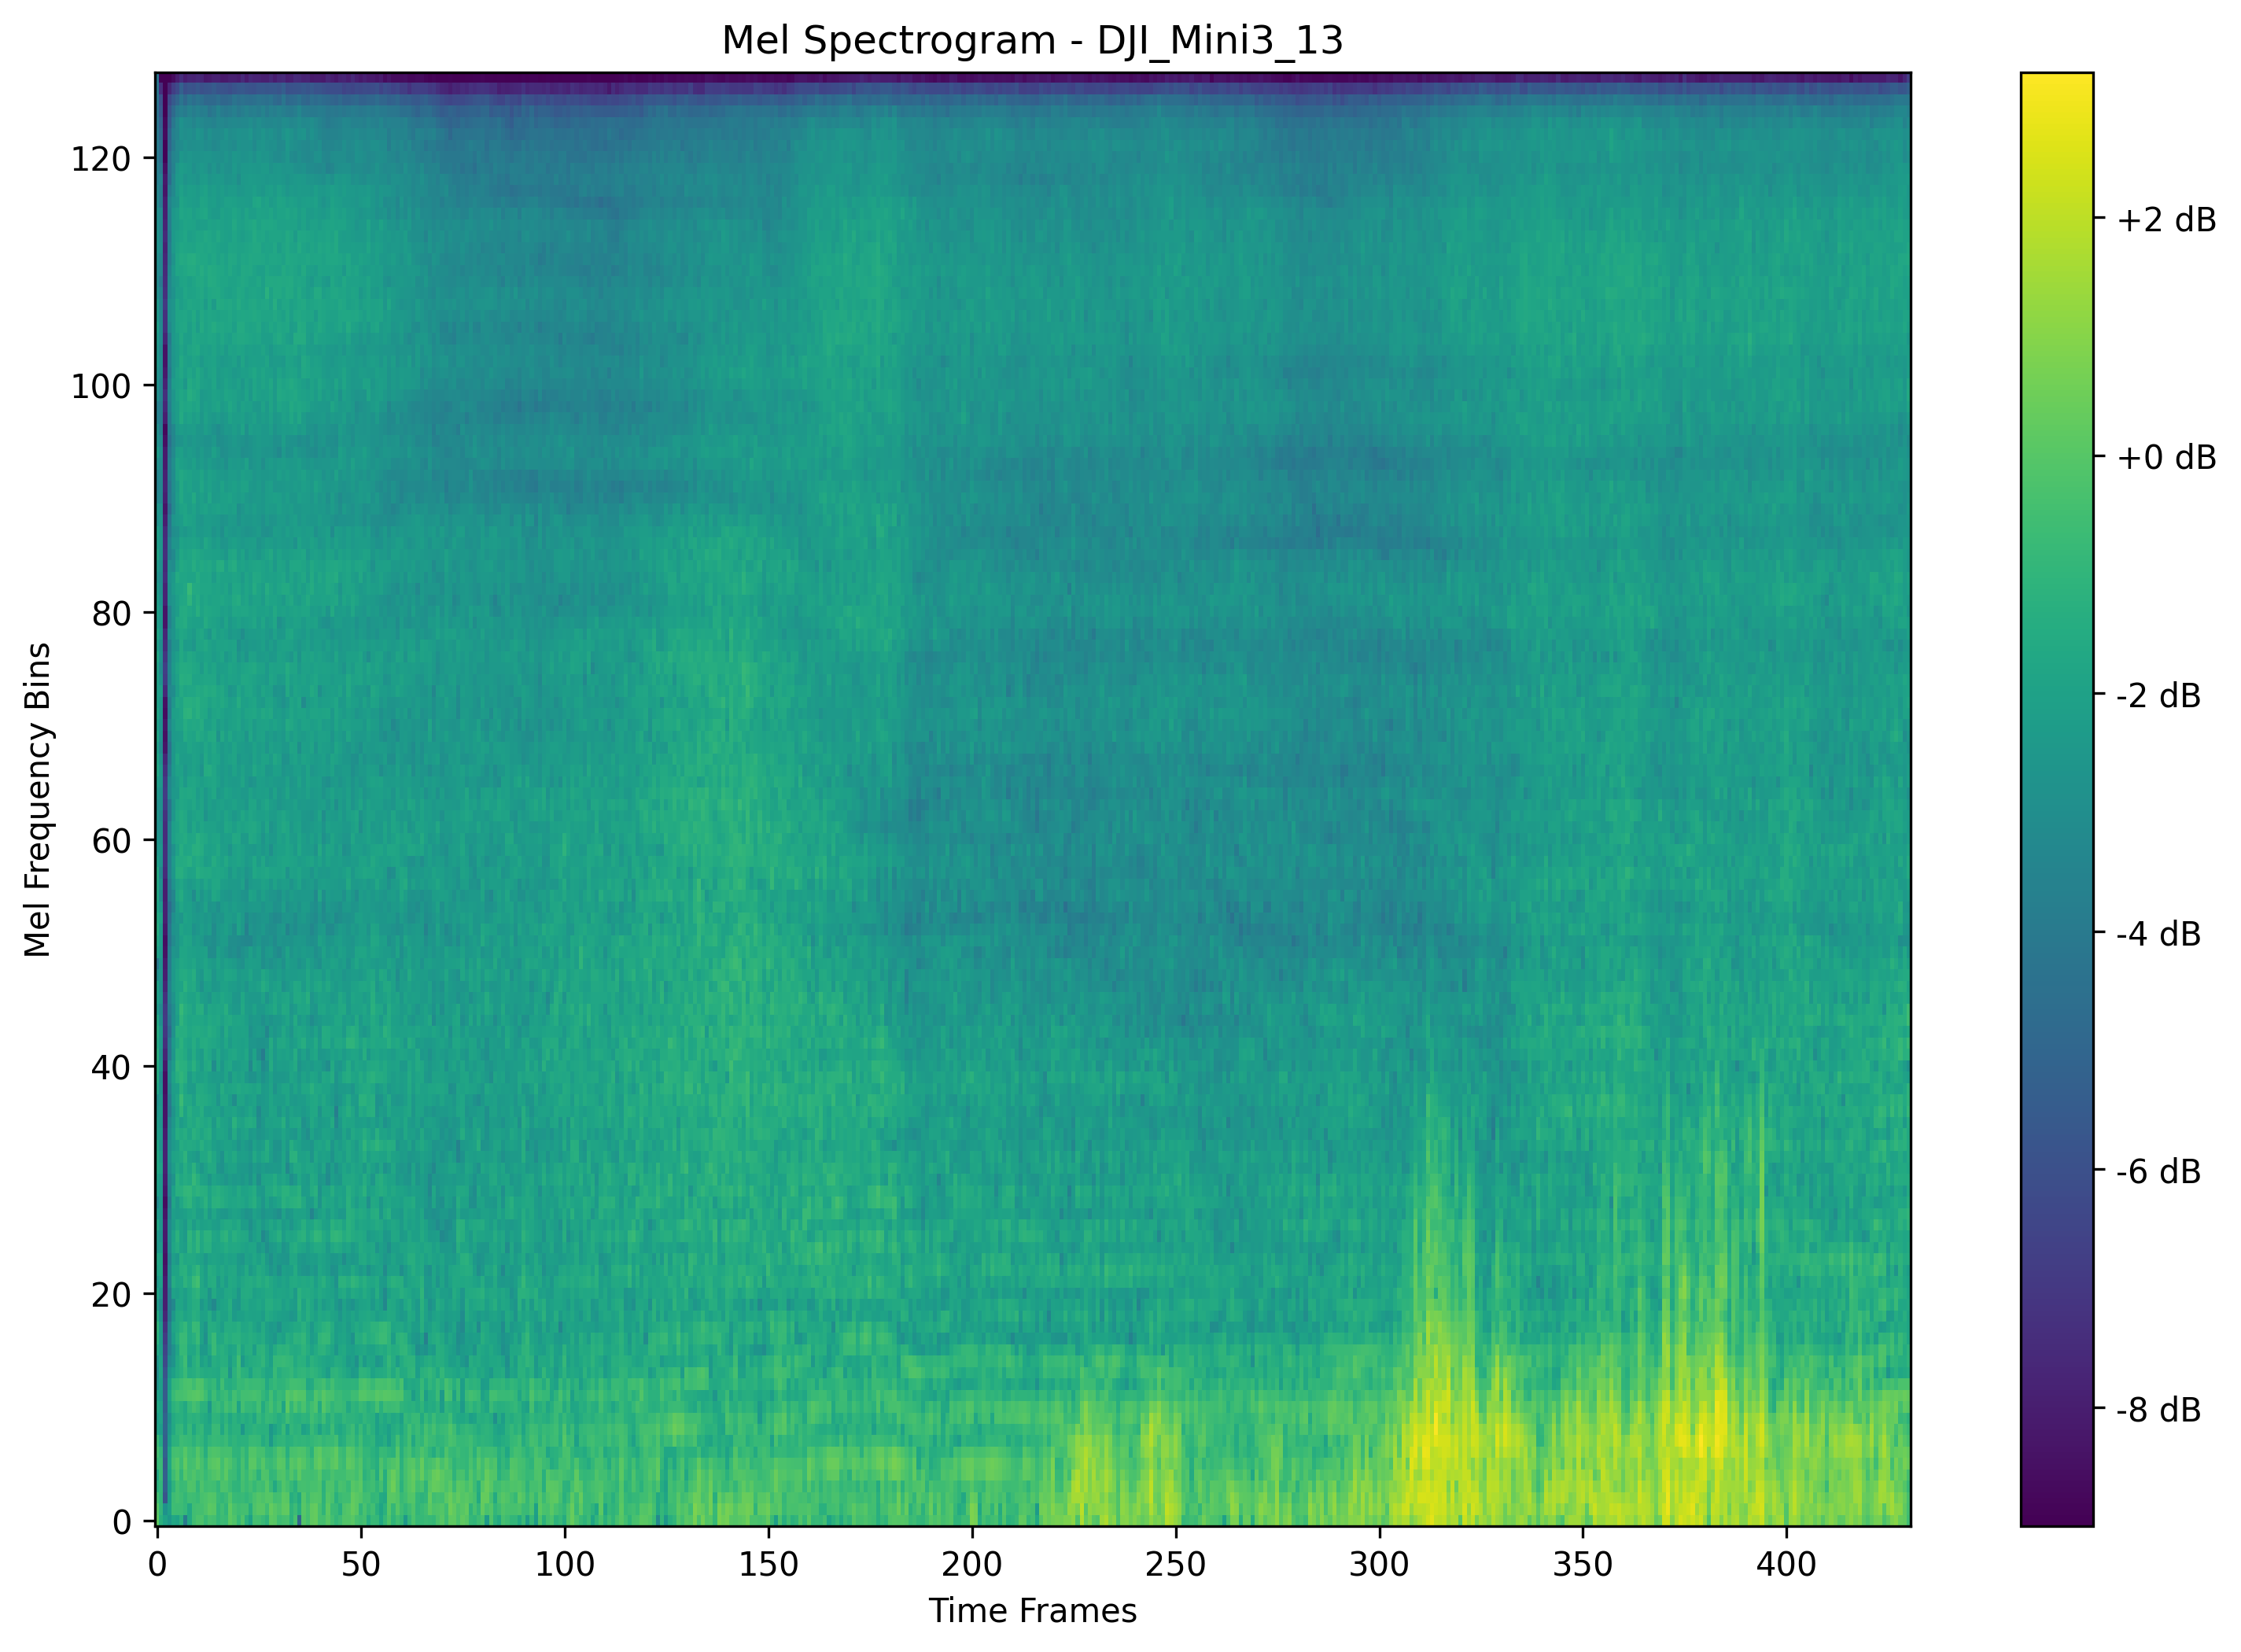 Mel Spectrogram - DJI_Mini3_13
Mel Frequency Bins
120
100
80
60
40
20
0
0 50 100 150 200 250 300 350 400
Time Frames
+2 dB
+0 dB
-2 dB
-4 dB
-6 dB
-8 dB